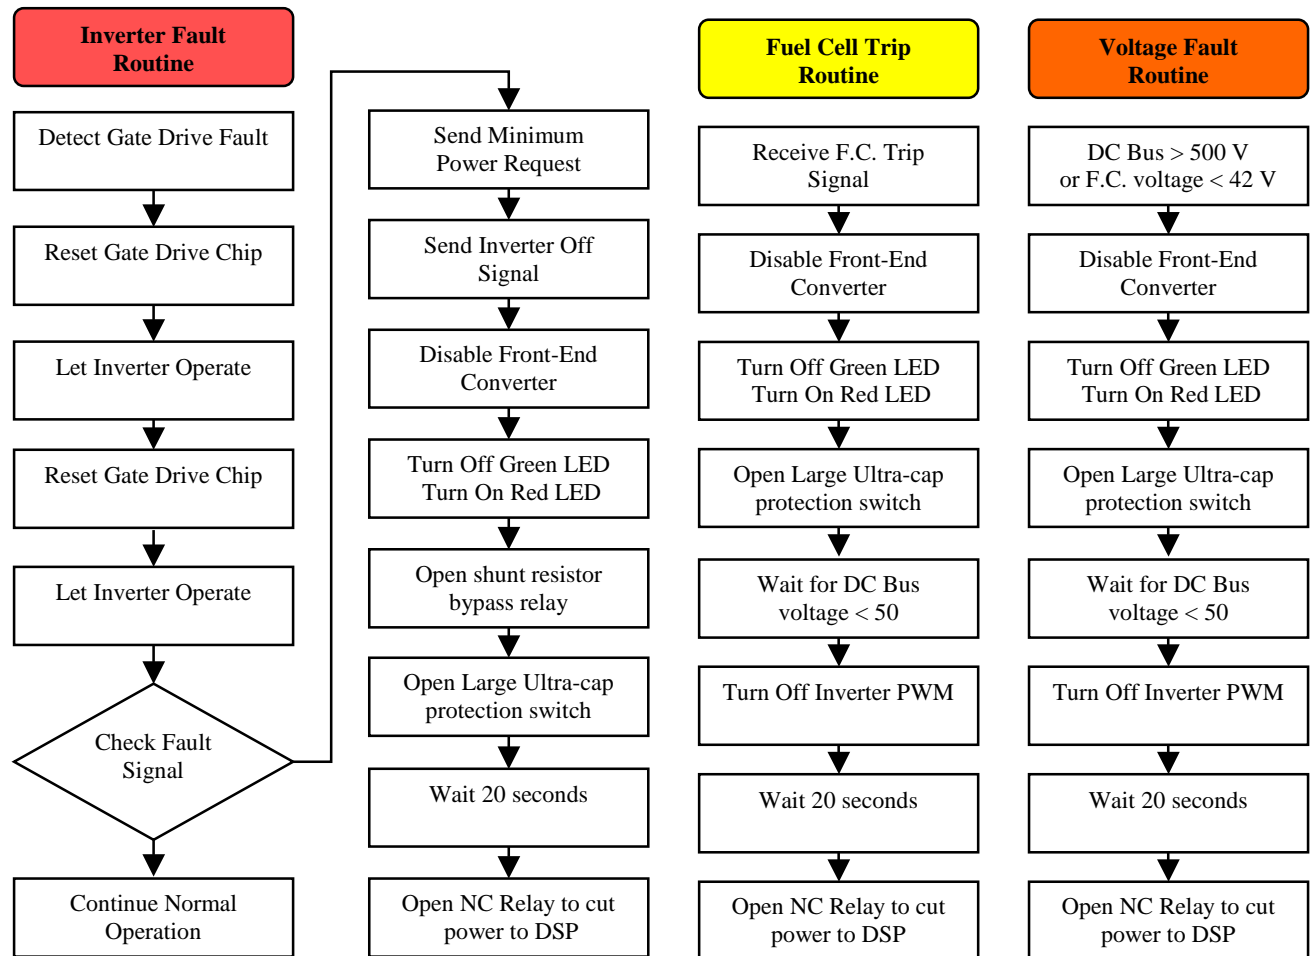 Inverter Fault
Routine
Detect Gate Drive Fault
Reset Gate Drive Chip
Let Inverter Operate
Reset Gate Drive Chip
Let Inverter Operate
Check Fault
Signal
Continue Normal
Operation
Send Minimum
Power Request
Send Inverter Off
Signal
Disable Front-End
Converter
Turn Off Green LED
Turn On Red LED
Open shunt resistor
bypass relay
Open Large Ultra-cap
protection switch
Wait 20 seconds
Open NC Relay to cut
power to DSP
Fuel Cell Trip
Routine
Receive F.C. Trip
Signal
Disable Front-End
Converter
Turn Off Green LED
Turn On Red LED
Open Large Ultra-cap
protection switch
Wait for DC Bus
voltage < 50
Turn Off Inverter PWM
Wait 20 seconds
Open NC Relay to cut
power to DSP
Voltage Fault
Routine
DC Bus > 500 V
or F.C. voltage < 42 V
Disable Front-End
Converter
Turn Off Green LED
Turn On Red LED
Open Large Ultra-cap
protection switch
Wait for DC Bus
voltage < 50
Turn Off Inverter PWM
Wait 20 seconds
Open NC Relay to cut
power to DSP